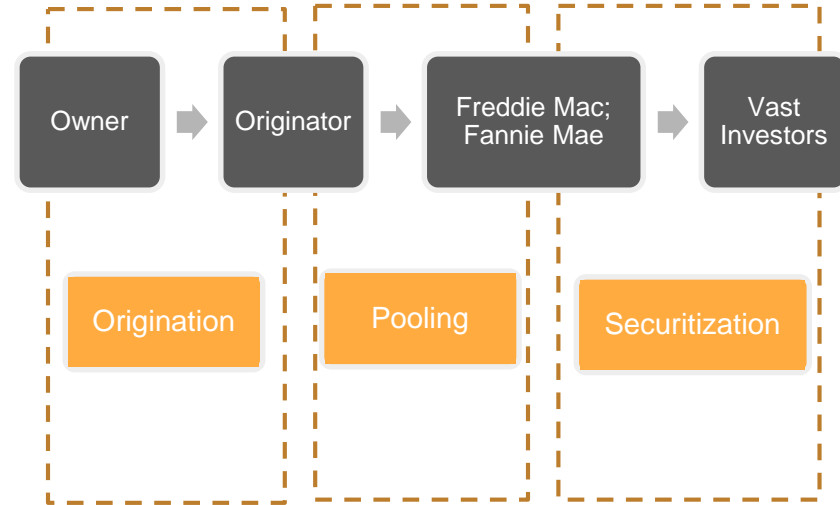 Owner
Originator
Freddie Mac;
Fannie Mae
Vast
Investors
Origination
Pooling
Securitization